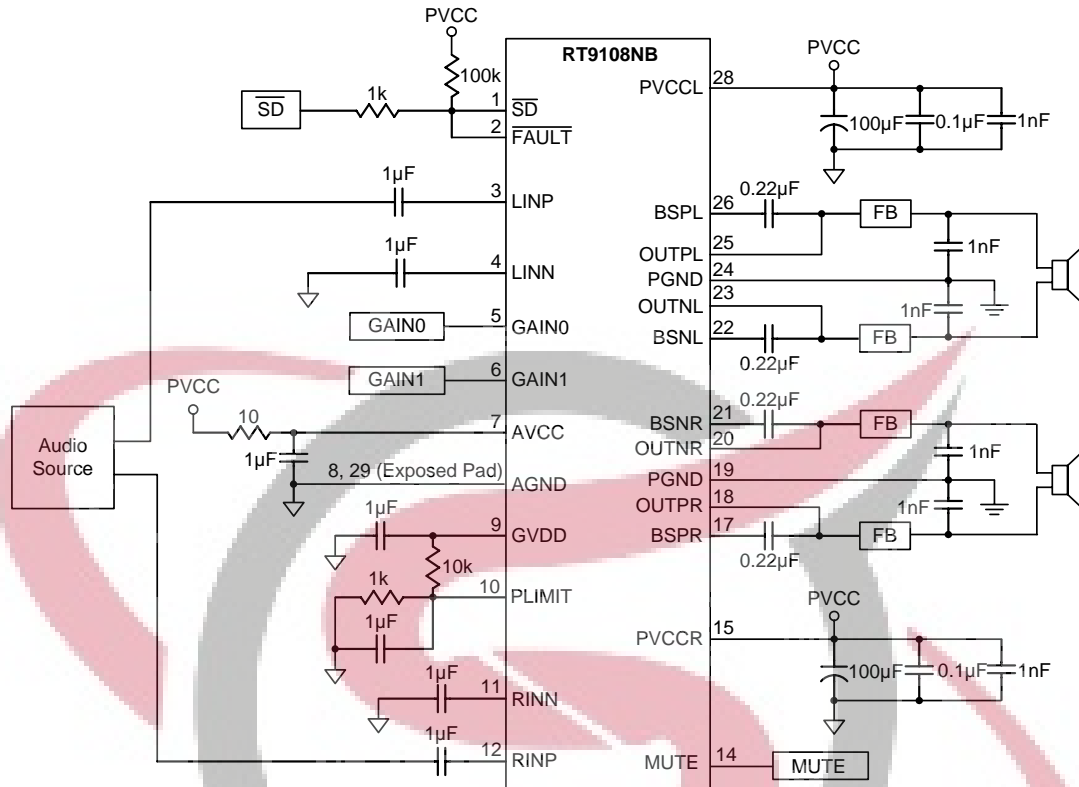 PVCC
RT9108NB
PVCC
100k
PVCCL
28
1k
1
SD
SD
100µF
0.1µF
1nF
2
FAULT
1µF
0.22µF
3
LINP
BSPL
26
FB
OUTPL
25
1nF
1µF
4
LINN
PGND
24
OUTNL
23
1nF
GAIN0
5
GAIN0
BSNL
22
FB
0.22µF
GAIN1
6
GAIN1
PVCC
0.22µF
10
7
AVCC
BSNR
21
FB
OUTNR
20
Audio
Source
1µF
8, 29 (Exposed Pad)
AGND
PGND
19
1nF
OUTPR
18
1nF
1µF
9
GVDD
BSPR
17
FB
0.22µF
10k
1k
10
PLIMIT
PVCC
1µF
PVCCR
15
100µF
0.1µF
1nF
1µF
11
RINN
1µF
12
RINP
MUTE
14
MUTE